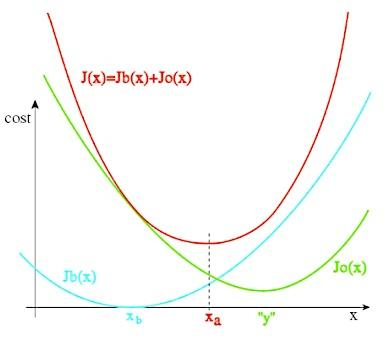 J(x)=Jb(x)+Jo(x)
cost
Jb(x)
Jo(x)
xb
xa
"y"
x